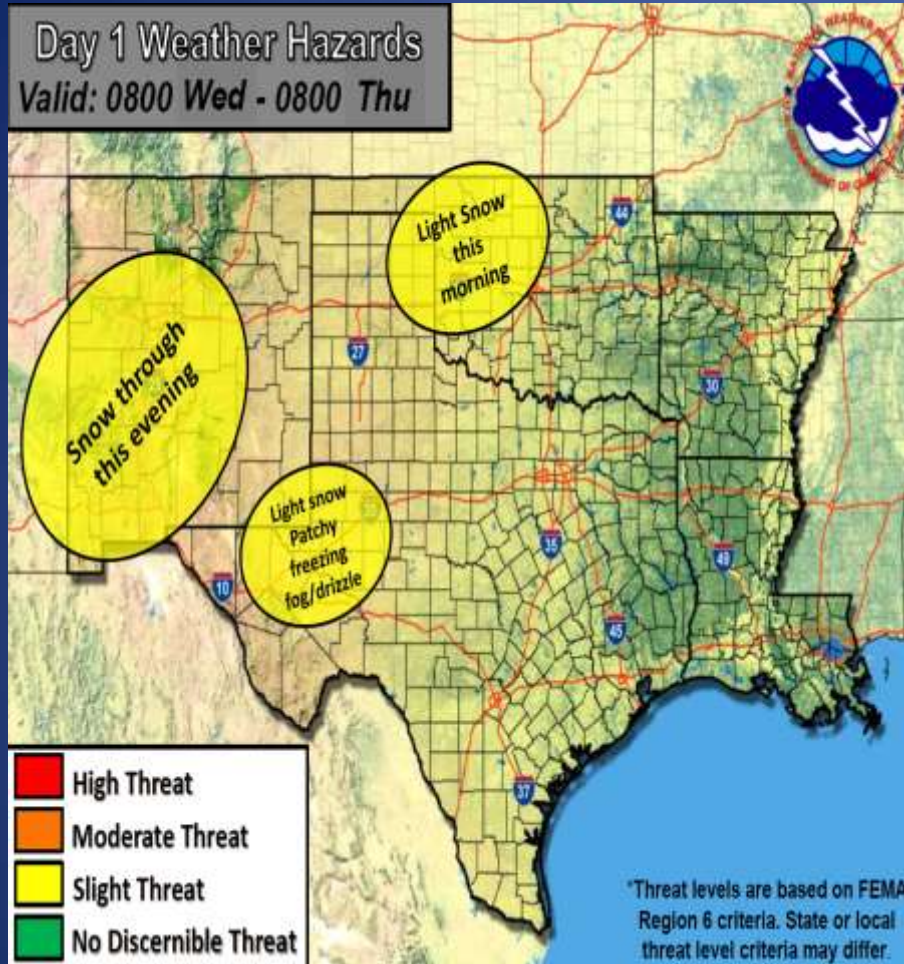 Day 1 Weather Hazards
Valid: 0800 Wed - 0800 Thu
Light Snow
this
morning
44
27
30
Snow through
this evening
Light snow
Patchy
freezing
fog/drizzle
35
49
10
45
37
High Threat
Moderate Threat
Slight Threat
No Discernible Threat
*Threat levels are based on FEMA
Region 6 criteria. State or local
threat level criteria may differ.